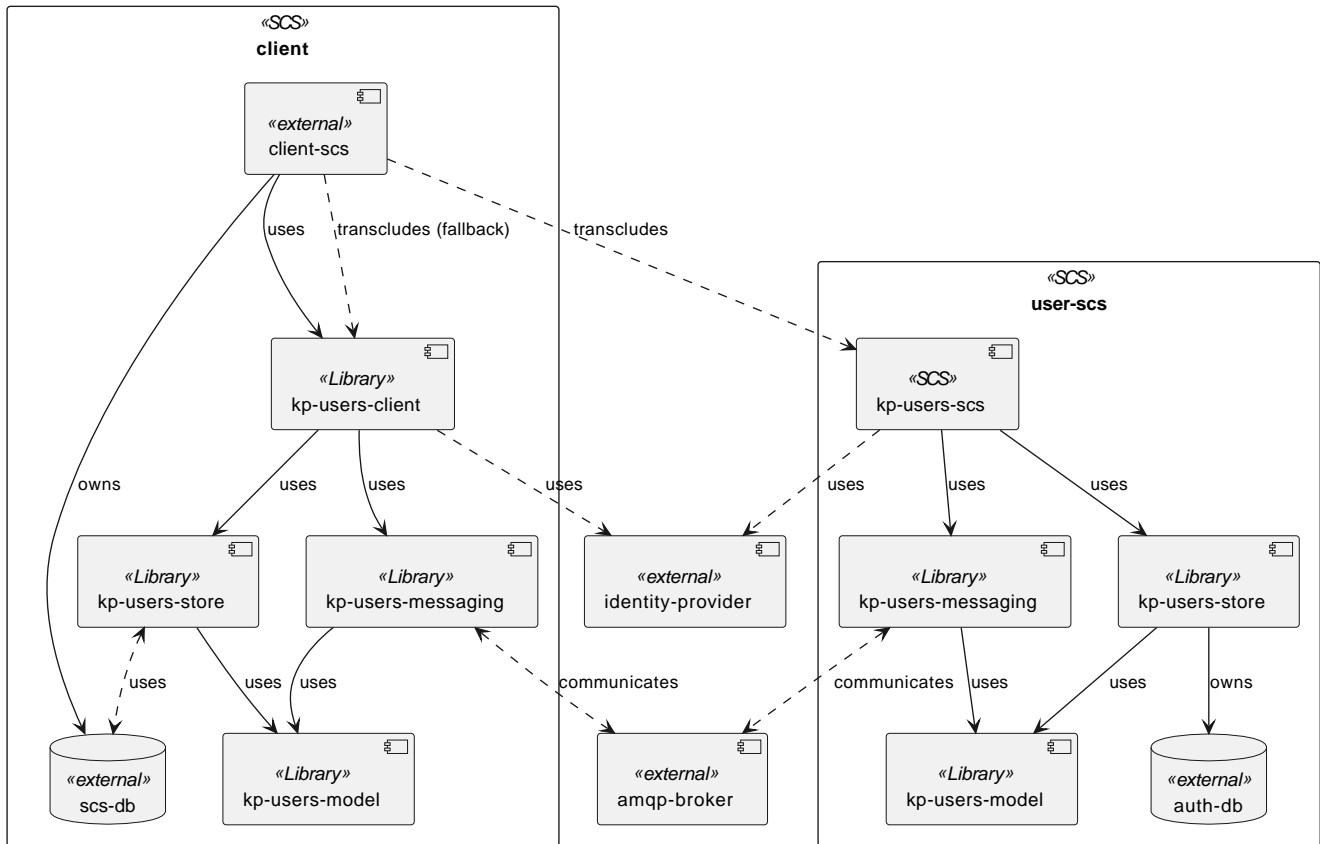 «SCS»
client
«external»
client-scs
uses
transcludes (fallback)
transcludes
«SCS»
user-scs
«Library»
kp-users-client
«SCS»
kp-users-scs
owns
uses
uses
uses
uses
uses
uses
«Library»
kp-users-store
«Library»
kp-users-messaging
«external»
identity-provider
«Library»
kp-users-messaging
«Library»
kp-users-store
uses
uses
uses
communicates
communicates
uses
uses
owns
«external»
scs-db
«Library»
kp-users-model
«external»
amqp-broker
«Library»
kp-users-model
«external»
auth-db